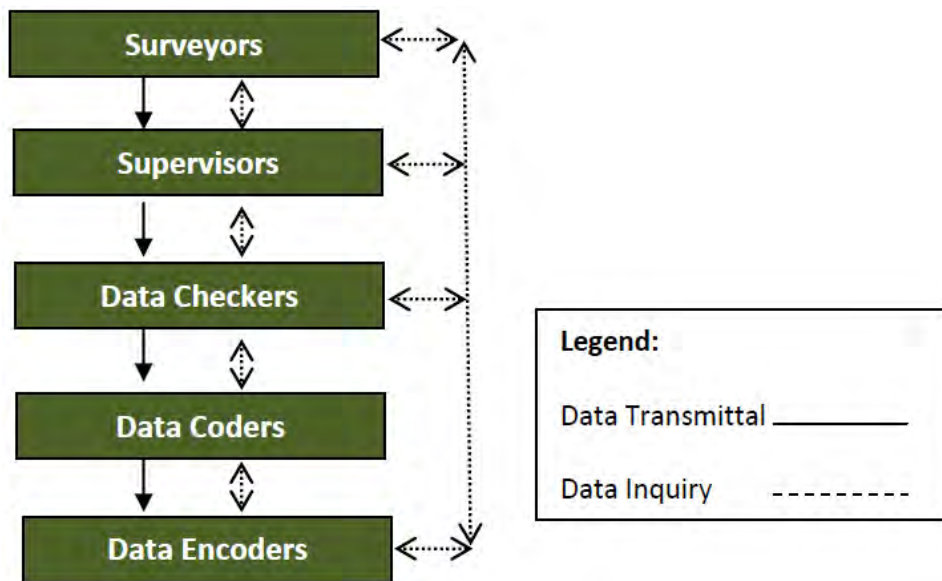 Surveyors
Supervisors
Data Checkers
Data Coders
Data Encoders
Legend:
Data Transmittal
Data Inquiry